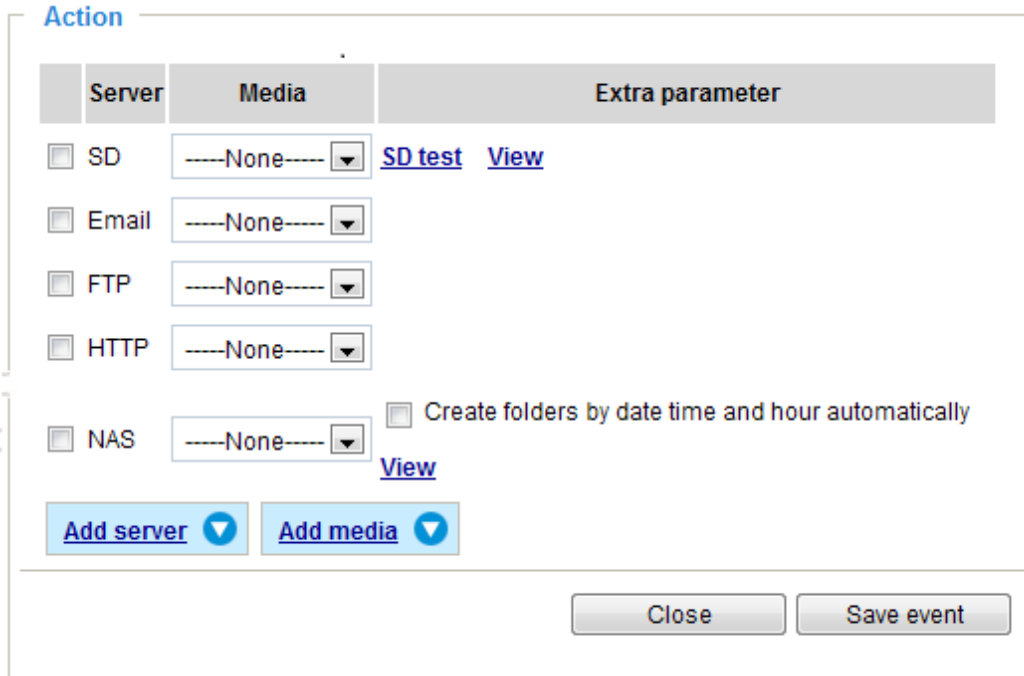 Action
Server Media Extra parameter
SD -----None----- SD test View
Email -----None-----
FTP -----None-----
HTTP -----None-----
Create folders by date time and hour automatically
NAS -----None-----
View
Add server Add media
Close Save event